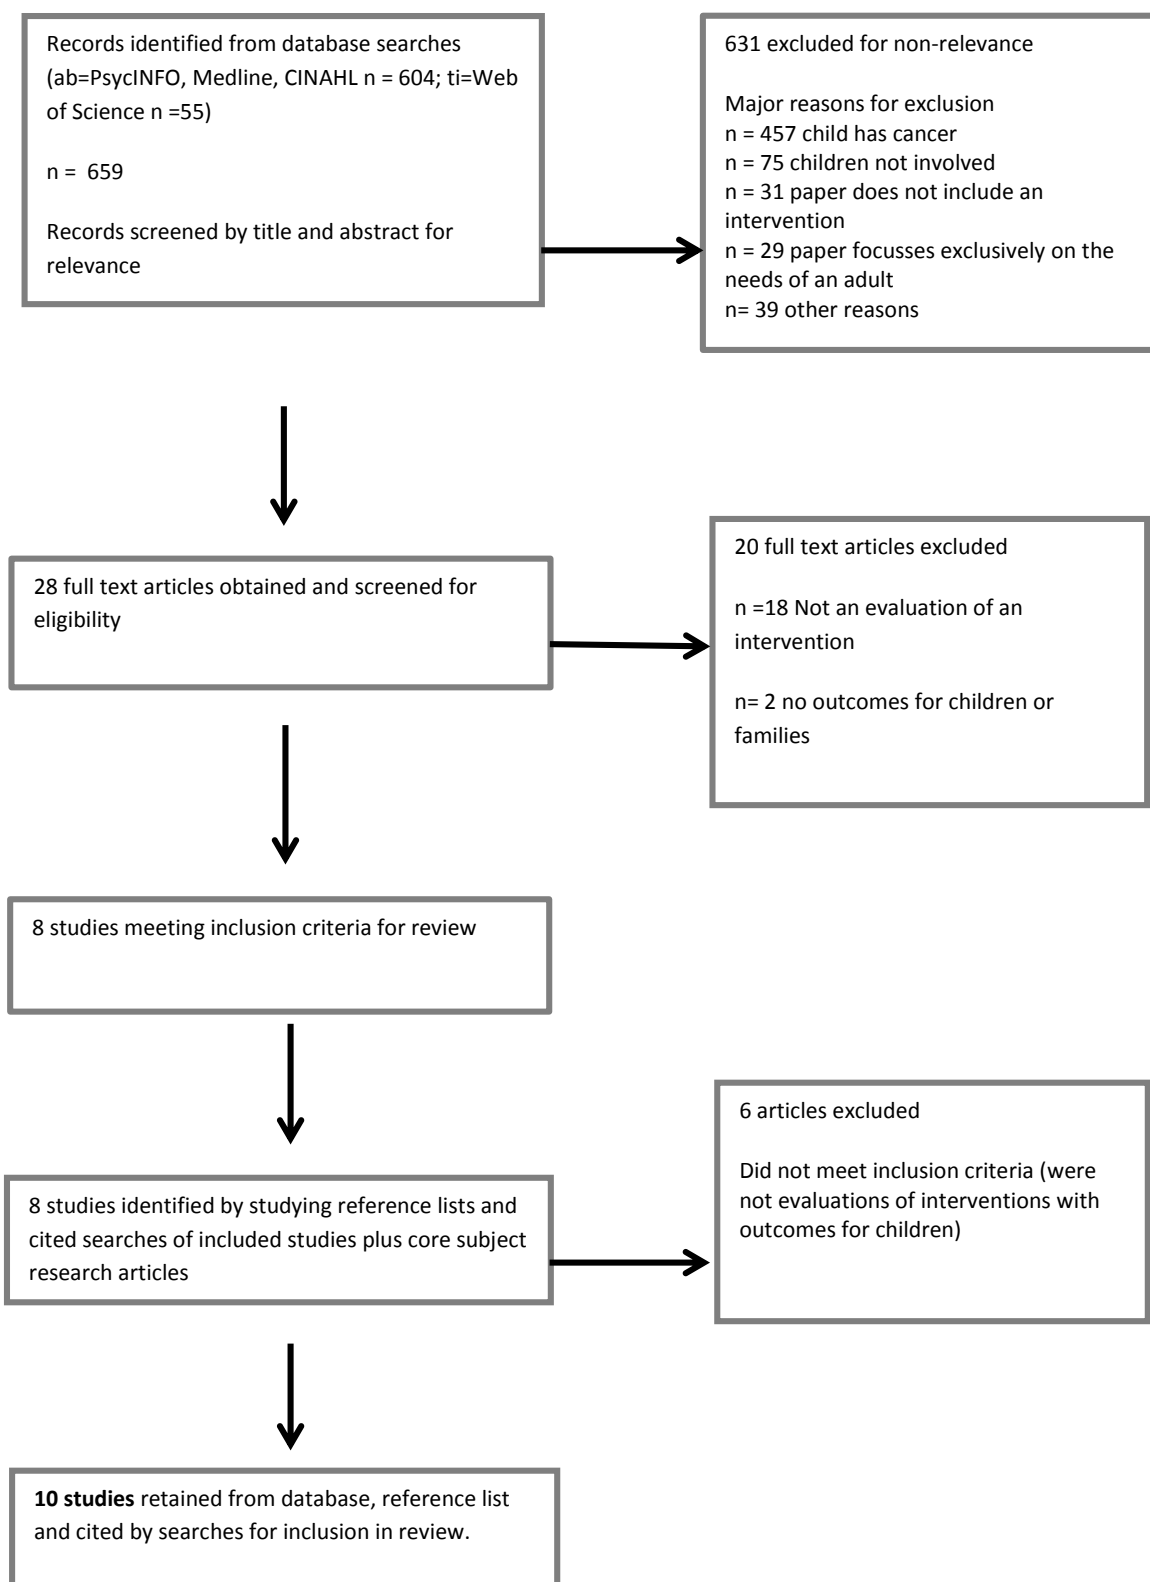 Records identified from database searches
(ab=PsycINFO, Medline, CINAHL n = 604; ti=Web
of Science n =55)
n =  659
Records screened by title and abstract for
relevance
631 excluded for non-relevance
Major reasons for exclusion
n = 457 child has cancer
n = 75 children not involved
n = 31 paper does not include an
intervention
n = 29 paper focusses exclusively on the
needs of an adult
n= 39 other reasons
28 full text articles obtained and screened for
eligibility
20 full text articles excluded
n =18 Not an evaluation of an
intervention
n= 2 no outcomes for children or
families
8 studies meeting inclusion criteria for review
8 studies identified by studying reference lists and
cited searches of included studies plus core subject
research articles
6 articles excluded
Did not meet inclusion criteria (were
not evaluations of interventions with
outcomes for children)
10 studies retained from database, reference list
and cited by searches for inclusion in review.